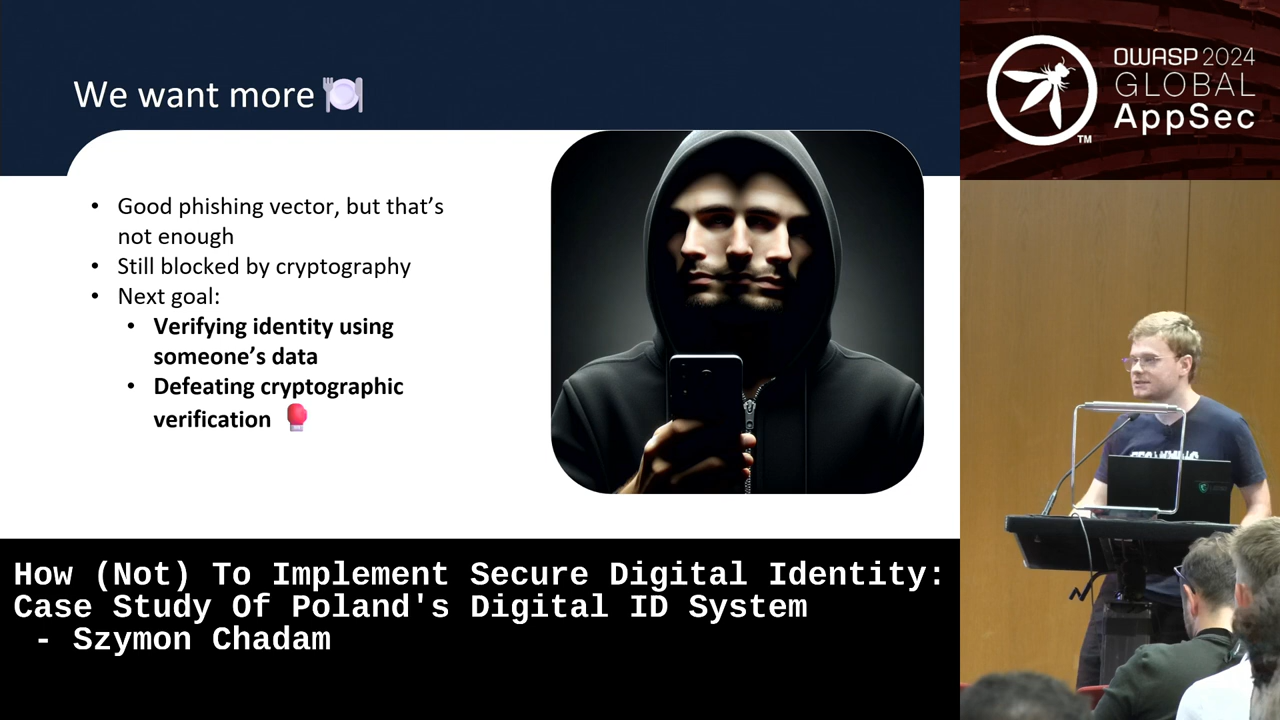 We want more
• Good phishing vector, but that's
not enough
• Still blocked by cryptography
• Next goal:
• Verifying identity using
someone's data
• Defeating cryptographic
verification
OWASP 2024
GLOBAL
AppSec
TM
How (Not) To Implement Secure Digital Identity:
Case Study Of Poland's Digital ID System
- Szymon Chadam